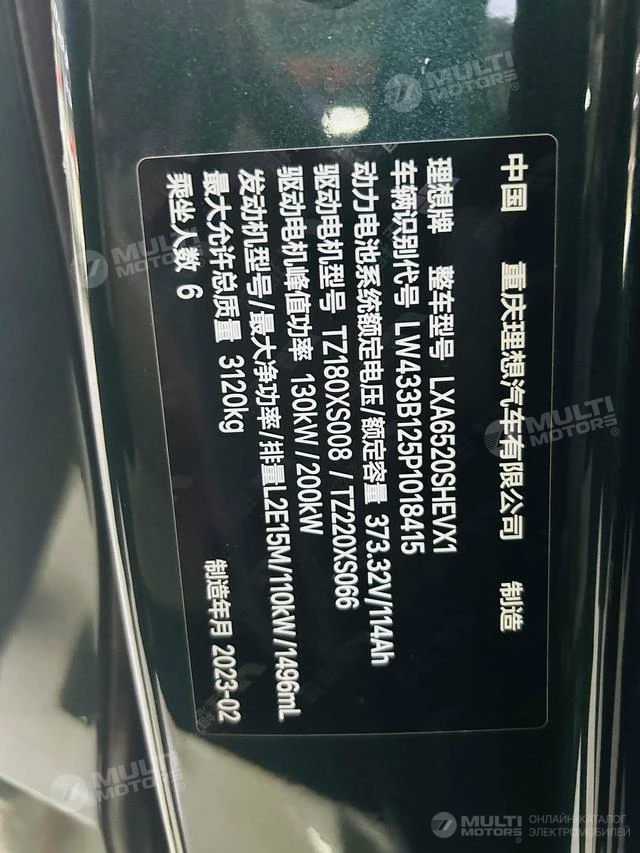 中国 重庆理想汽车有限公司 制造
理想牌 整车型号 LXA6520SHEVX1
车辆识别代号 LW433B125P1018415
动力电池系统额定电压/额定容量 373.32V/114Ah
驱动电机型号 TZ180XS008 / TZ220XS066
驱动电机峰值功率 130kW / 200kW
发动机型号/最大净功率/排量L2E15M/110kW/1496mL
最大允许总质量 3120kg 制造年月 2023-02
乘坐人数 6
MULTI MOTORS®
MULTI MOTORS®
MULTI MOTORS®
MULTI MOTORS®
MULTI MOTORS® ОНЛАЙН-КАТАЛОГ
ЭЛЕКТРОМОБИЛЕЙ